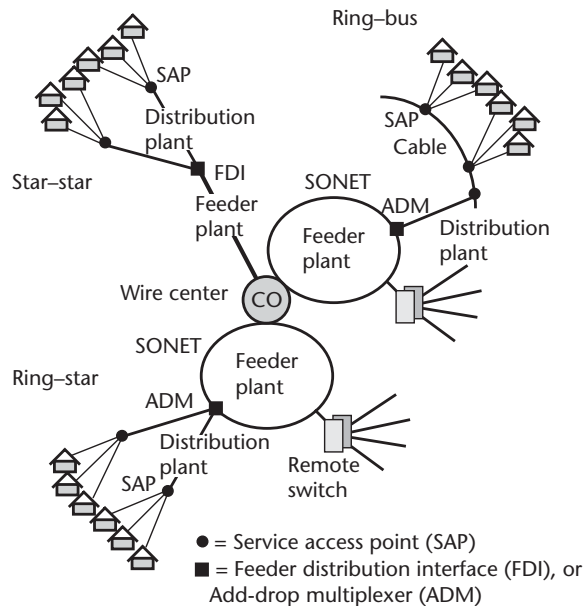 Ring–bus
SAP
Distribution
plant
FDI
Star–star
Feeder
plant
SAP
Cable
SONET
ADM
Feeder
plant
Distribution
plant
Wire center
CO
SONET
Feeder
plant
Ring–star
ADM
Distribution
plant
SAP
Remote
switch
= Service access point (SAP)
= Feeder distribution interface (FDI), or
Add-drop multiplexer (ADM)